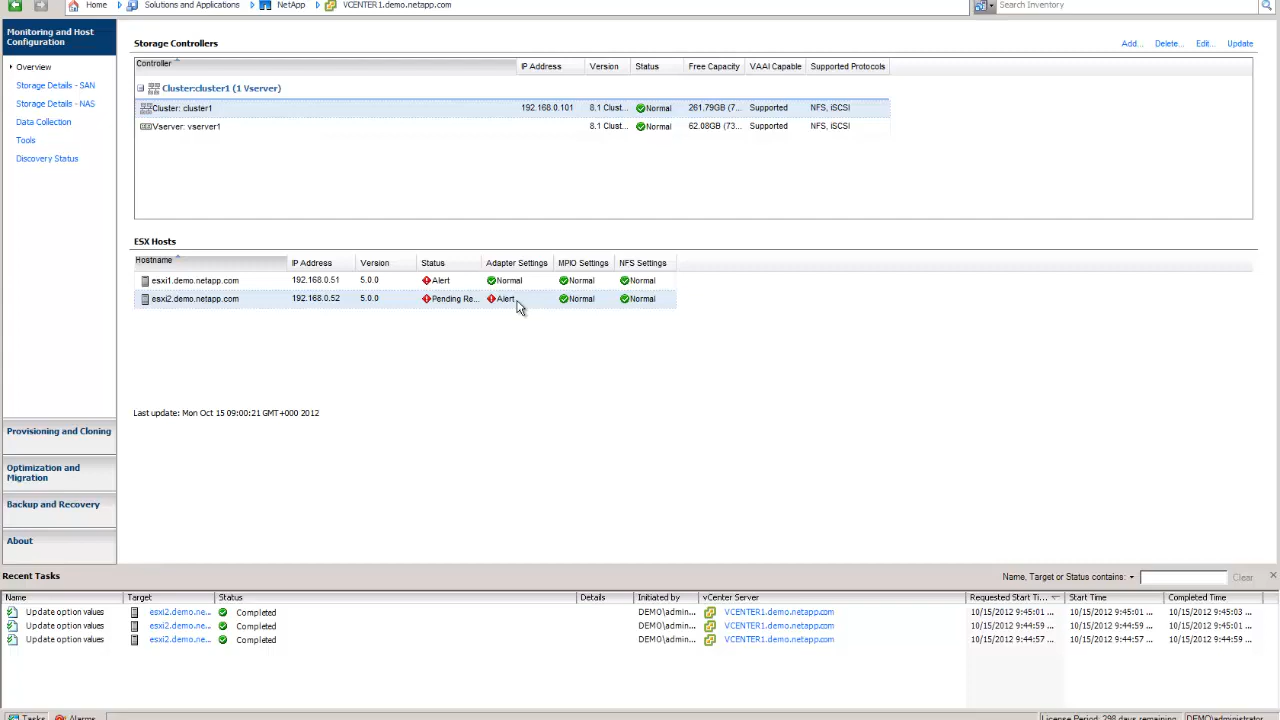 Home Solutions and Applications NetApp VCENTER1.demo.netapp.com Search Inventory
Monitoring and Host Configuration
Overview
Storage Details - SAN
Storage Details - NAS
Data Collection
Tools
Discovery Status
Provisioning and Cloning
Optimization and Migration
Backup and Recovery
About
Storage Controllers
Add... Delete... Edit... Update
Controller IP Address Version Status Free Capacity VAAI Capable Supported Protocols
Cluster:cluster1 (1 Vserver)
Cluster: cluster1 192.168.0.101 8.1 Clust... Normal 261.79GB (7... Supported NFS, iSCSI
Vserver: vserver1 8.1 Clust... Normal 62.08GB (73... Supported NFS, iSCSI
ESX Hosts
Hostname IP Address Version Status Adapter Settings MPIO Settings NFS Settings
esxi1.demo.netapp.com 192.168.0.51 5.0.0 Alert Normal Normal Normal
esxi2.demo.netapp.com 192.168.0.52 5.0.0 Pending Re... Alert Normal Normal
Last update: Mon Oct 15 09:00:21 GMT+000 2012
Recent Tasks
Name, Target or Status contains: Clear
Name Target Status Details Initiated by vCenter Server Requested Start Ti... Start Time Completed Time
Update option values esxi2.demo.ne... Completed DEMO\admin... VCENTER1.demo.netapp.com 10/15/2012 9:45:01 ... 10/15/2012 9:45:01 ... 10/15/2012 9:45:03 ...
Update option values esxi2.demo.ne... Completed DEMO\admin... VCENTER1.demo.netapp.com 10/15/2012 9:44:59 ... 10/15/2012 9:44:59 ... 10/15/2012 9:45:01 ...
Update option values esxi2.demo.ne... Completed DEMO\admin... VCENTER1.demo.netapp.com 10/15/2012 9:44:57 ... 10/15/2012 9:44:57 ... 10/15/2012 9:44:59 ...
Tasks Alarms License Period: 298 days remaining DEMO\administrator